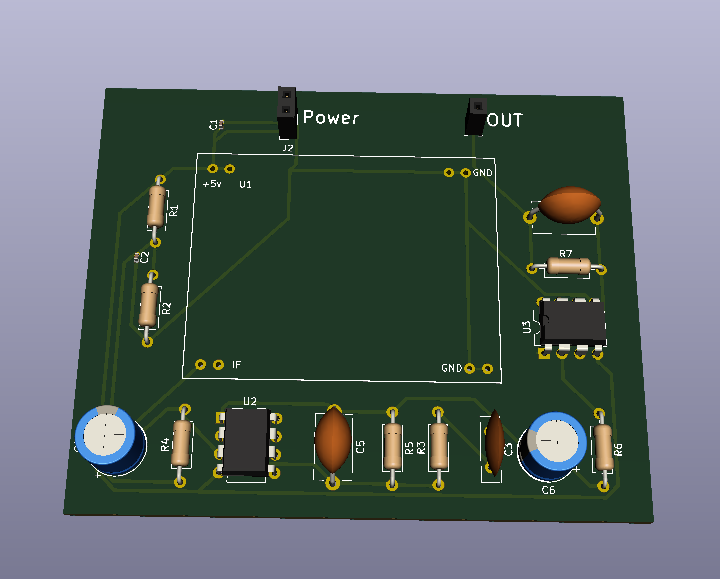 C1
Power
OUT
J2
+5v
U1
GND
R1
C2
R7
R2
U3
IF
GND
U2
R4
C5
R5
R3
C3
R6
C6
+
+